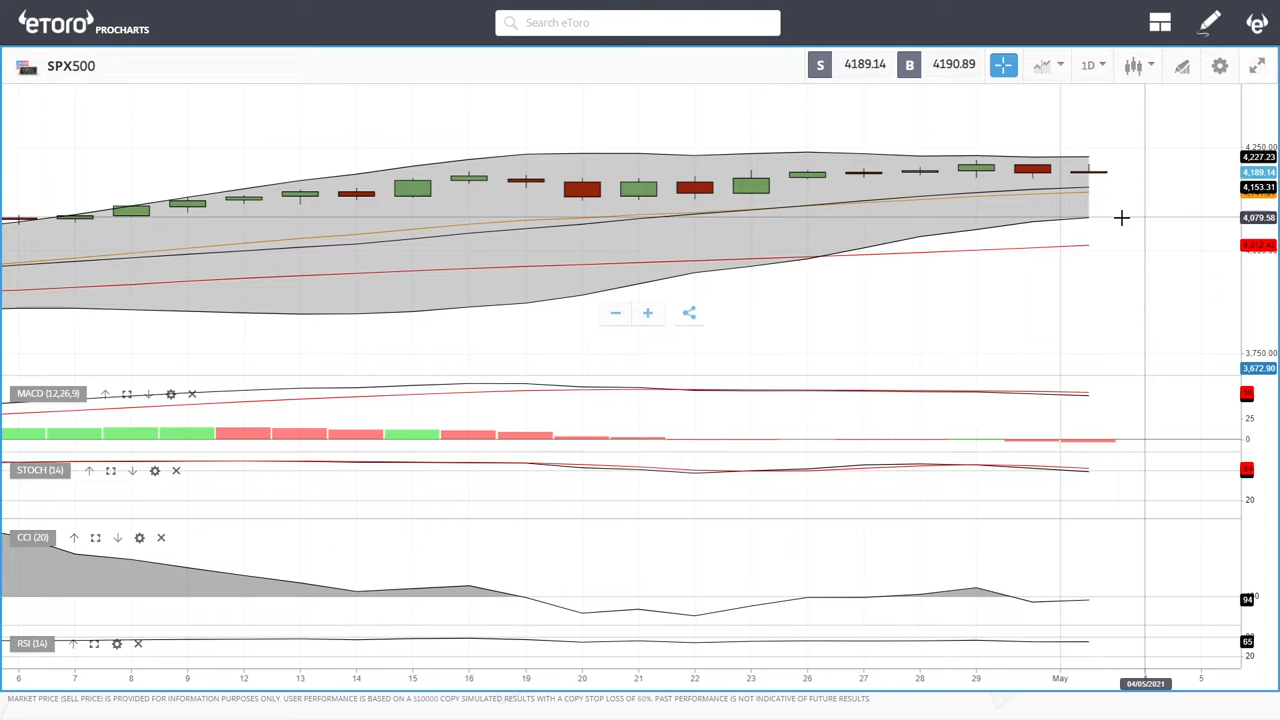 eToro PROCHARTS
Search eToro
SPX500
S 4189.14 B 4190.89
1D
4,250.00
4,227.23
4,189.14
4,153.31
4,079.58
4,012.42
3,750.00
3,672.90
MACD (12,26,9)
25
0
STOCH (14)
20
CCI (20)
94
RSI (14)
65
20
6 7 8 9 12 13 14 15 16 19 20 21 22 23 26 27 28 29 May 4 5
04/05/2021
MARKET PRICE (SELL PRICE) IS PROVIDED FOR INFORMATION PURPOSES ONLY. USER PERFORMANCE IS BASED ON A $10000 COPY SIMULATED RESULTS WITH A COPY STOP LOSS OF 60%. PAST PERFORMANCE IS NOT INDICATIVE OF FUTURE RESULTS.